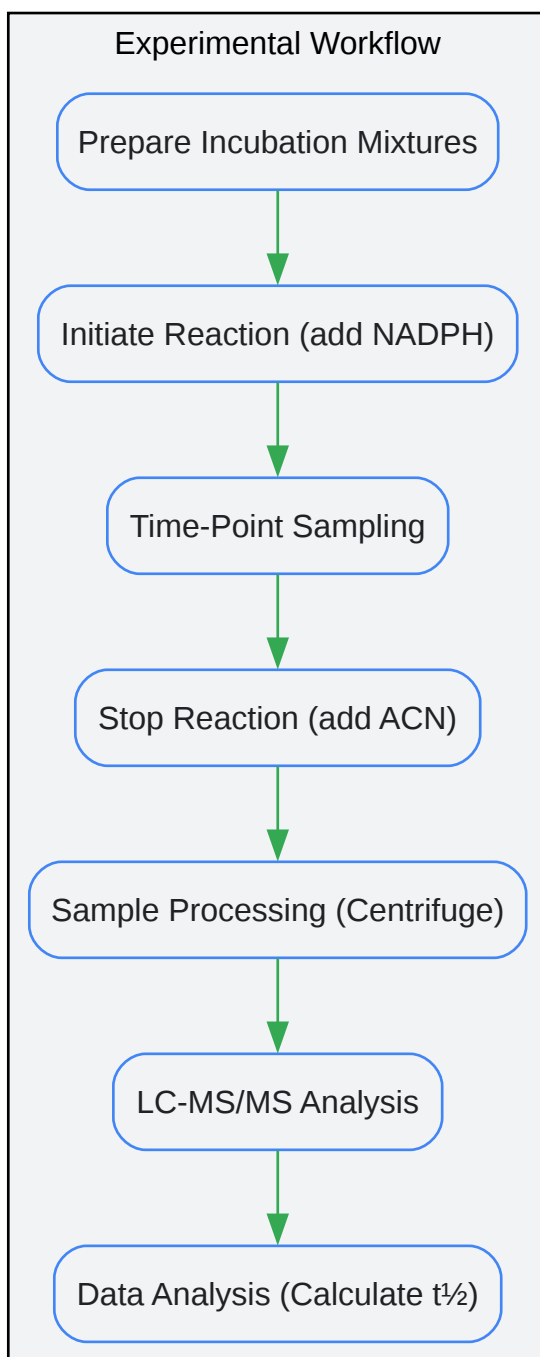 Experimental Workflow
Prepare Incubation Mixtures
Initiate Reaction (add NADPH)
Time-Point Sampling
Stop Reaction (add ACN)
Sample Processing (Centrifuge)
LC-MS/MS Analysis
Data Analysis (Calculate t½)